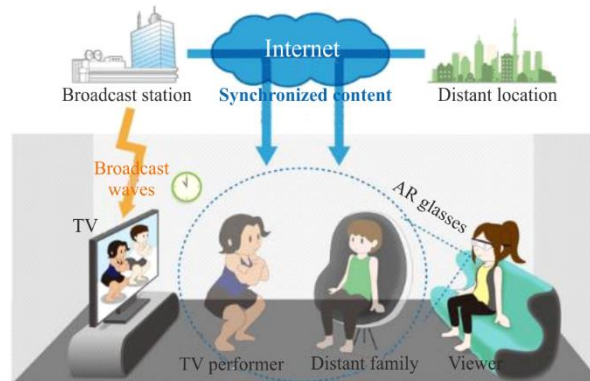 Internet
Broadcast station
Synchronized content
Distant location
Broadcast
waves
TV
AR glasses
TV performer
Distant family
Viewer